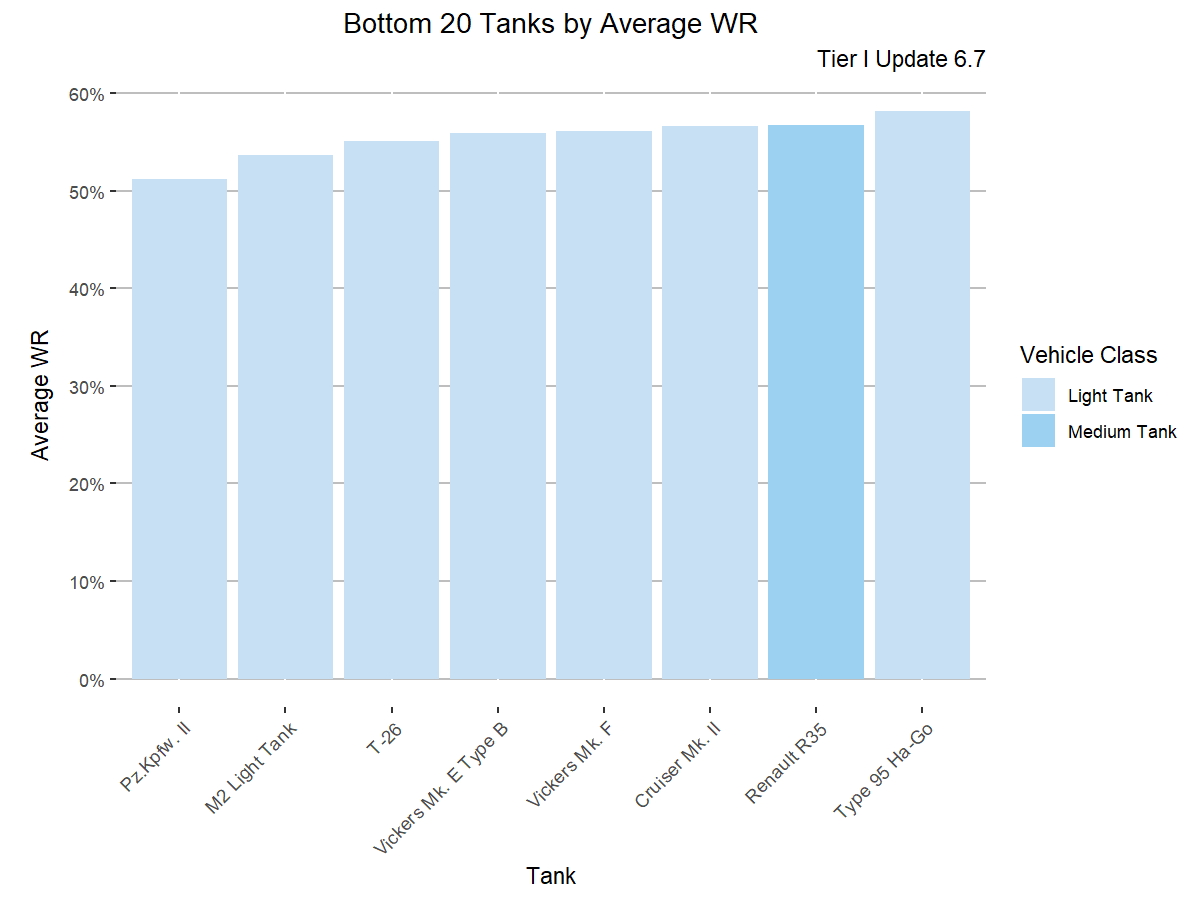 Bottom 20 Tanks by Average WR
Tier I Update 6.7
60%
50%
40%
30%
20%
10%
0%
Average WR
Pz.Kpfw. II
M2 Light Tank
T-26
Vickers Mk. E Type B
Vickers Mk. F
Cruiser Mk. II
Renault R35
Type 95 Ha-Go
Tank
Vehicle Class
Light Tank
Medium Tank